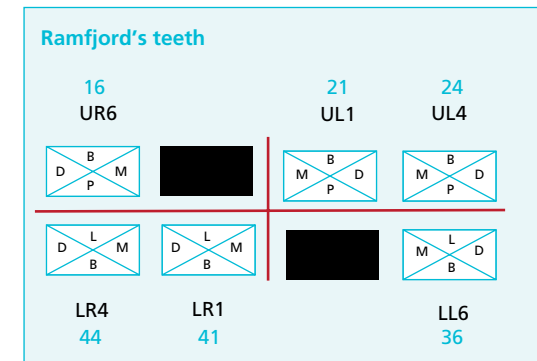 Ramfjord's teeth
16 21 24
UR6 UL1 UL4
B B B
D M M D M D
P P P
L L L
D M D M M D
B B B
LR4 LR1 LL6
44 41 36